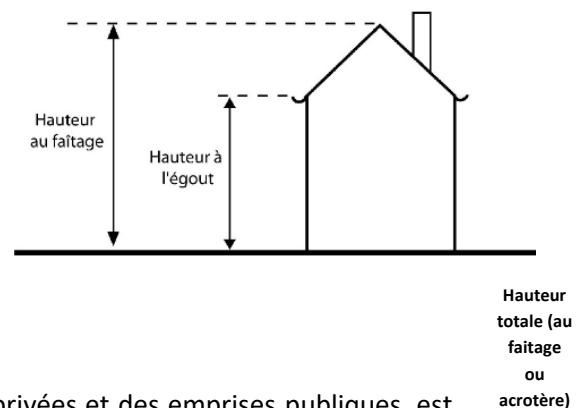 Hauteur
au faîtage
Hauteur à
l'égout
Hauteur
totale (au
faitage
ou
acrotère)
privées et des emprises publiques, est